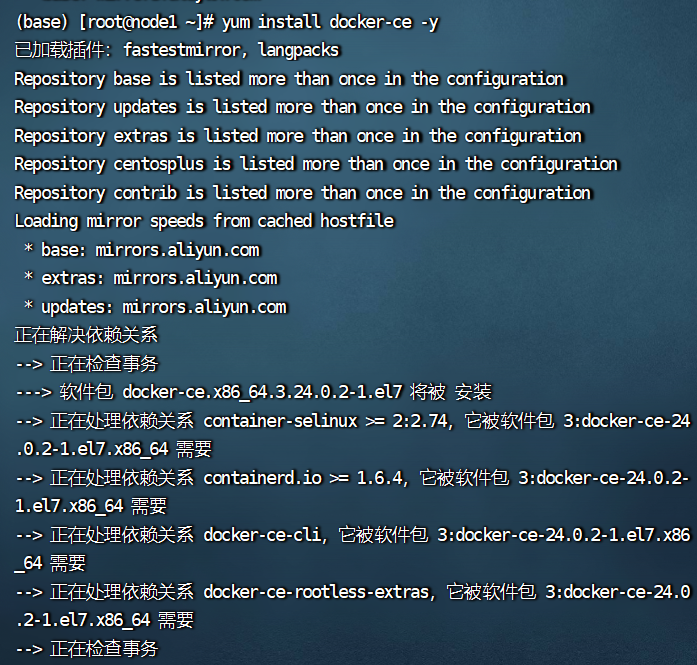 (base) [root@node1 ~]# yum install docker-ce -y
已加载插件：fastestmirror, langpacks
Repository base is listed more than once in the configuration
Repository updates is listed more than once in the configuration
Repository extras is listed more than once in the configuration
Repository centosplus is listed more than once in the configuration
Repository contrib is listed more than once in the configuration
Loading mirror speeds from cached hostfile
 * base: mirrors.aliyun.com
 * extras: mirrors.aliyun.com
 * updates: mirrors.aliyun.com
正在解决依赖关系
--> 正在检查事务
---> 软件包 docker-ce.x86_64.3.24.0.2-1.el7 将被 安装
--> 正在处理依赖关系 container-selinux >= 2:2.74，它被软件包 3:docker-ce-24
.0.2-1.el7.x86_64 需要
--> 正在处理依赖关系 containerd.io >= 1.6.4，它被软件包 3:docker-ce-24.0.2-
1.el7.x86_64 需要
--> 正在处理依赖关系 docker-ce-cli，它被软件包 3:docker-ce-24.0.2-1.el7.x86
_64 需要
--> 正在处理依赖关系 docker-ce-rootless-extras，它被软件包 3:docker-ce-24.0
.2-1.el7.x86_64 需要
--> 正在检查事务